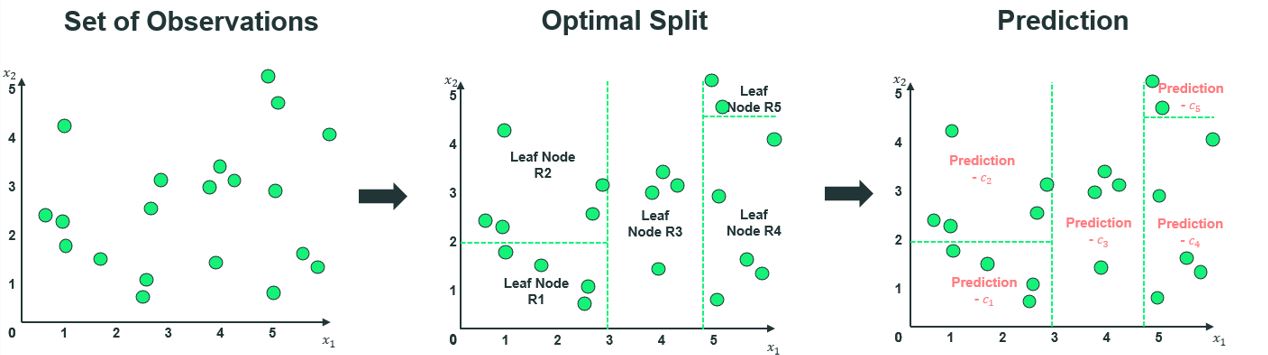 Set of Observations
Optimal Split
Prediction
x₂
5
4
3
2
1
0
1
2
3
4
5
x₁
x₂
5
4
3
2
1
0
1
2
3
4
5
x₁
Leaf Node
R2
Leaf Node
R1
Leaf
Node R3
Leaf
Node R5
Leaf
Node R4
x₂
5
4
3
2
1
0
1
2
3
4
5
x₁
Prediction
- c₂
Prediction
- c₁
Prediction
- c₃
Prediction
- c₅
Prediction
- c₄